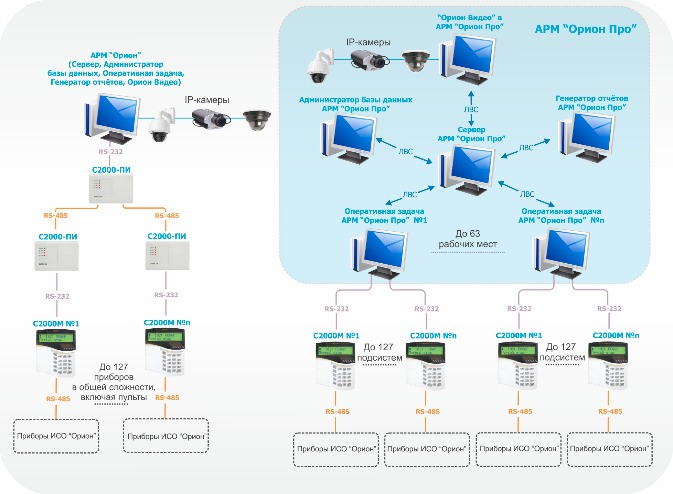 АРМ "Орион"
(Сервер, Администратор
базы данных, Оперативная задача,
Генератор отчётов, Орион Видео)
IP-камеры
RS-232
С2000-ПИ
RS-485
RS-485
С2000-ПИ
С2000-ПИ
RS-232
RS-232
С2000М №1
С2000М №n
До 127
приборов
в общей сложности,
включая пульты
RS-485
RS-485
Приборы ИСО "Орион"
Приборы ИСО "Орион"
"Орион Видео" в
АРМ "Орион Про"
АРМ "Орион Про"
IP-камеры
ЛВС
Администратор базы данных
АРМ "Орион Про"
Генератор отчётов
АРМ "Орион Про"
Сервер
АРМ "Орион Про"
ЛВС
ЛВС
ЛВС
ЛВС
Оперативная задача
АРМ "Орион Про" №1
Оперативная задача
АРМ "Орион Про" №n
До 63
рабочих мест
RS-232
RS-232
RS-232
RS-232
С2000М №1
С2000М №n
С2000М №1
С2000М №n
До 127
подсистем
До 127
подсистем
RS-485
RS-485
RS-485
RS-485
Приборы ИСО "Орион"
Приборы ИСО "Орион"
Приборы ИСО "Орион"
Приборы ИСО "Орион"